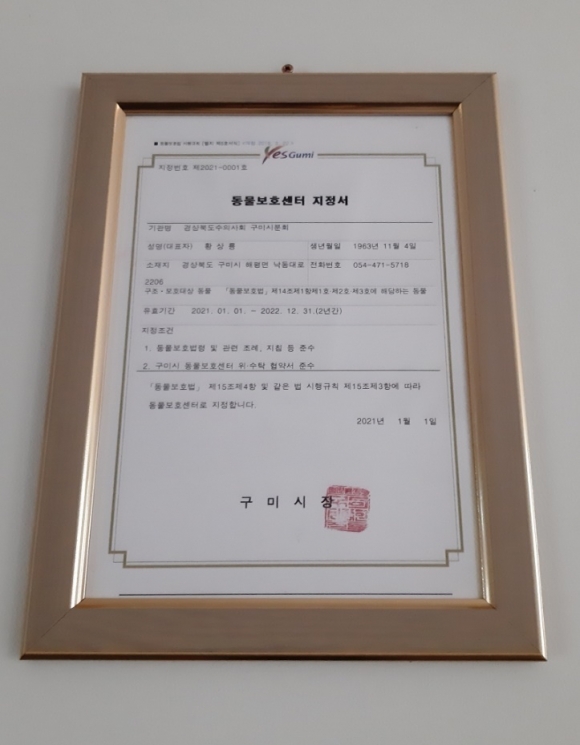 YesGumi
지정번호 제2021-0001호
동물보호센터 지정서
기관명 경상북도수의사회 구미시분회
성명(대표자) 황 상 룡 생년월일 1963년 11월 4일
소재지 경상북도 구미시 해평면 낙동대로 전화번호 054-471-5718
2206
구조·보호대상 동물 「동물보호법」 제14조제1항제1호·제2호·제3호에 해당하는 동물
유효기간 2021. 01. 01. ~ 2022. 12. 31.(2년간)
지정조건
1. 동물보호법령 및 관련 조례, 지침 등 준수
2. 구미시 동물보호센터 위·수탁 협약서 준수
「동물보호법」 제15조제4항 및 같은 법 시행규칙 제15조제3항에 따라
동물보호센터로 지정합니다.
2021년 1월 1일
구 미 시 장